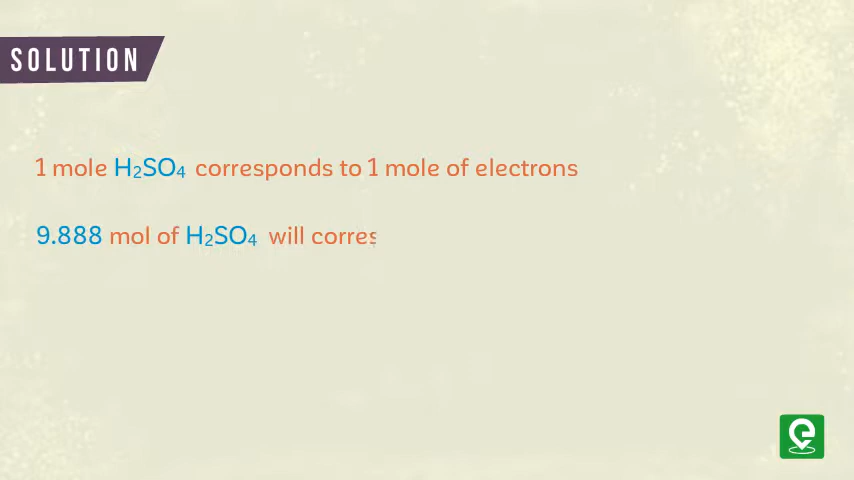 SOLUTION
1 mole H₂SO₄ corresponds to 1 mole of electrons
9.888 mol of H₂SO₄ will corres